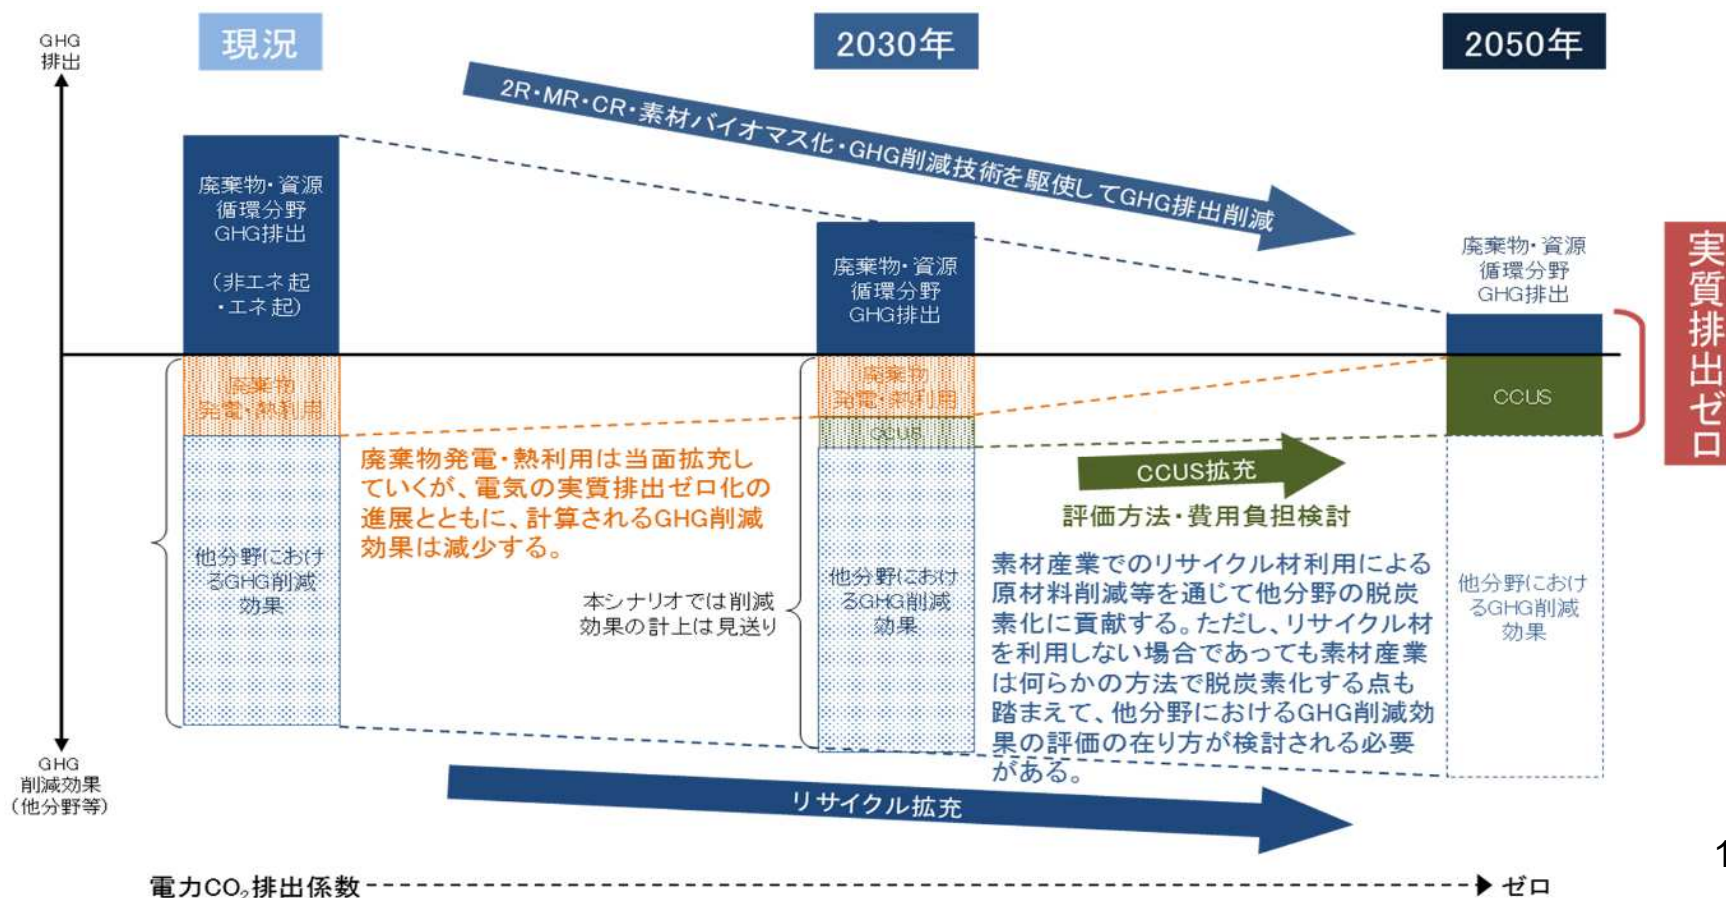 GHG
排出
現況
2030年
2050年
2R・MR・CR・素材バイオマス化・GHG削減技術を駆使してGHG排出削減
廃棄物・資源
循環分野
GHG排出
(非エネ起
・エネ起)
廃棄物・資源
循環分野
GHG排出
廃棄物・資源
循環分野
GHG排出
実質排出ゼロ
廃棄物
発電・熱利用
廃棄物
発電・熱利用
CCUS
CCUS
廃棄物発電・熱利用は当面拡充し
ていくが、電気の実質排出ゼロ化の
進展とともに、計算されるGHG削減
効果は減少する。
CCUS拡充
評価方法・費用負担検討
他分野におけ
るGHG削減
効果
本シナリオでは削減
効果の計上は見送り
他分野におけ
るGHG削減
効果
素材産業でのリサイクル材利用による
原材料削減等を通じて他分野の脱炭
素化に貢献する。ただし、リサイクル材
を利用しない場合であっても素材産業
は何らかの方法で脱炭素化する点も
踏まえて、他分野におけるGHG削減効
果の評価の在り方が検討される必要
がある。
他分野におけ
るGHG削減
効果
GHG
削減効果
(他分野等)
リサイクル拡充
電力CO₂排出係数
ゼロ
1